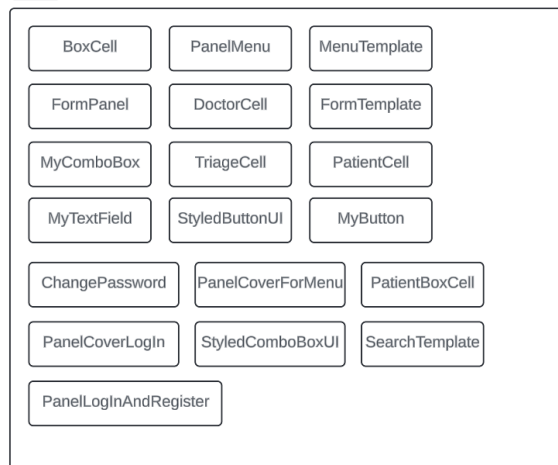 BoxCell PanelMenu MenuTemplate
FormPanel DoctorCell FormTemplate
MyComboBox TriageCell PatientCell
MyTextField StyledButtonUI MyButton
ChangePassword PanelCoverForMenu PatientBoxCell
PanelCoverLogIn StyledComboBoxUI SearchTemplate
PanelLogInAndRegister